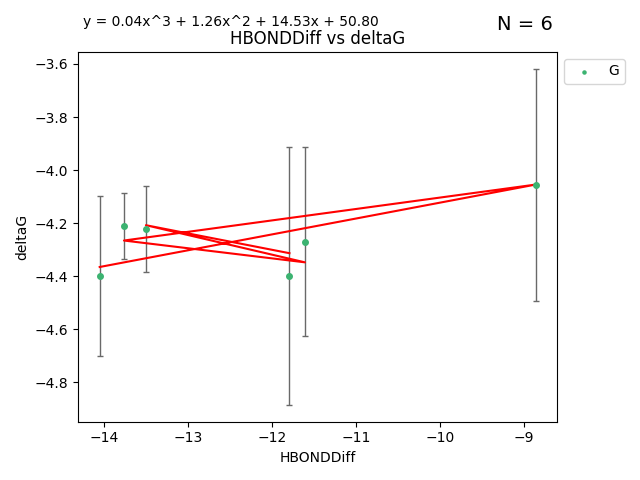 y = 0.04x^3 + 1.26x^2 + 14.53x + 50.80
N = 6
HBONDDiff vs deltaG
G
−3.6
−3.8
−4.0
−4.2
−4.4
−4.6
−4.8
deltaG
−14 −13 −12 −11 −10 −9
HBONDDiff